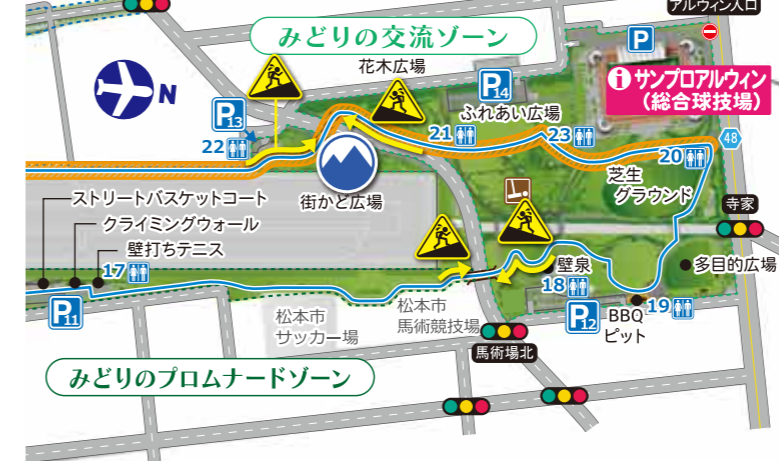 アルウィン入口
みどりの交流ゾーン
花木広場
P
i サンプロアルウィン
(総合球技場)
P14
P13
ふれあい広場
N
22
21
23
48
20
芝生
グラウンド
街かど広場
ストリートバスケットコート
クライミングウォール
壁打ちテニス
寺家
17
壁泉
多目的広場
18
P11
P12
19
BBQ
ピット
松本市
サッカー場
松本市
馬術競技場
馬術場北
みどりのプロムナードゾーン